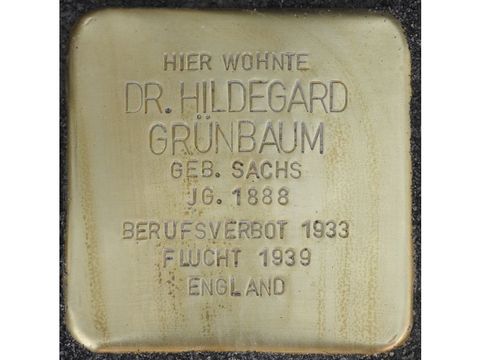 HIER WOHNTE
DR. HILDEGARD
GRÜNBAUM
GEB. SACHS
JG. 1888
BERUFSVERBOT 1933
FLUCHT 1939
ENGLAND